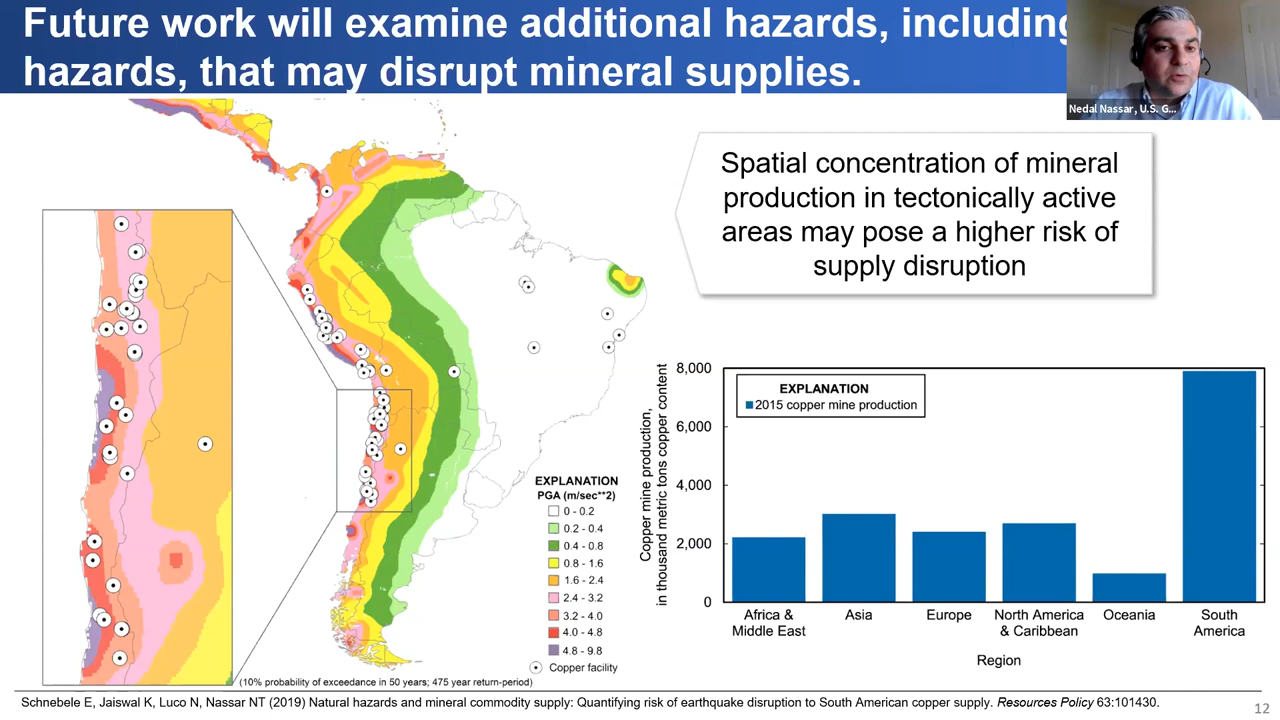 Future work will examine additional hazards, including
hazards, that may disrupt mineral supplies.
Nedal Nassar, U.S. G...
Spatial concentration of mineral
production in tectonically active
areas may pose a higher risk of
supply disruption
EXPLANATION
PGA (m/sec**2)
0 - 0.2
0.2 - 0.4
0.4 - 0.8
0.8 - 1.6
1.6 - 2.4
2.4 - 3.2
3.2 - 4.0
4.0 - 4.8
4.8 - 9.8
Copper facility
(10% probability of exceedance in 50 years; 475 year return-period)
Copper mine production,
in thousand metric tons copper content
8,000
6,000
4,000
2,000
0
EXPLANATION
2015 copper mine production
Africa &
Middle East
Asia
Europe
North America
& Caribbean
Oceania
South
America
Region
Schnebele E, Jaiswal K, Luco N, Nassar NT (2019) Natural hazards and mineral commodity supply: Quantifying risk of earthquake disruption to South American copper supply. Resources Policy 63:101430.
12